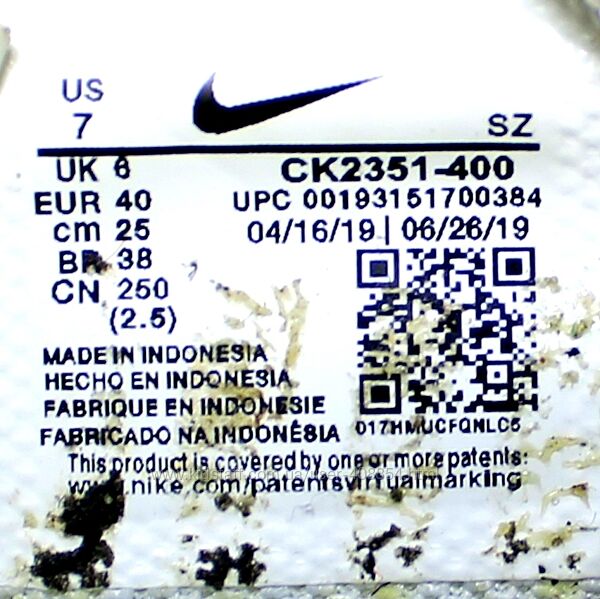 US
7
SZ
UK 6
CK2351-400
EUR 40
UPC 00193151700384
cm 25
04/16/19 | 06/26/19
BR 38
CN 250
(2.5)
MADE IN INDONESIA
HECHO EN INDONESIA
FABRIQUE EN INDONESIE
FABRICADO NA INDONÉSIA
017HMUCFQNLC5
This product is covered by one or more patents:
www.nike.com/patentsvirtualmarking